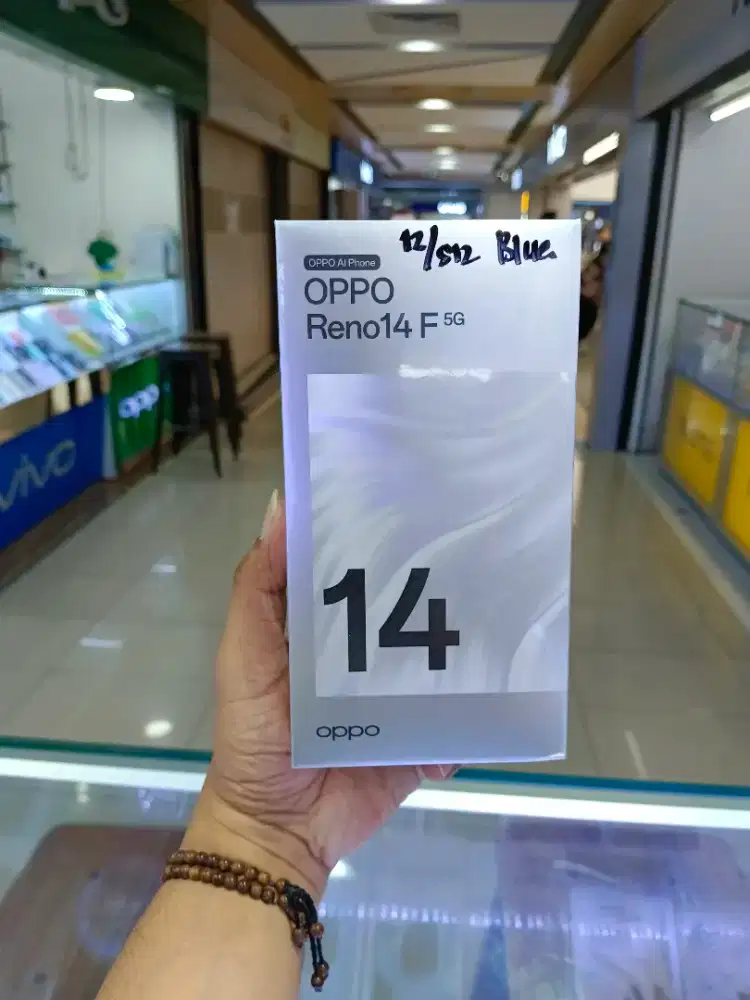 12/512 Blue
OPPO AI Phone
OPPO
Reno14 F 5G
14
oppo
oppo
vivo